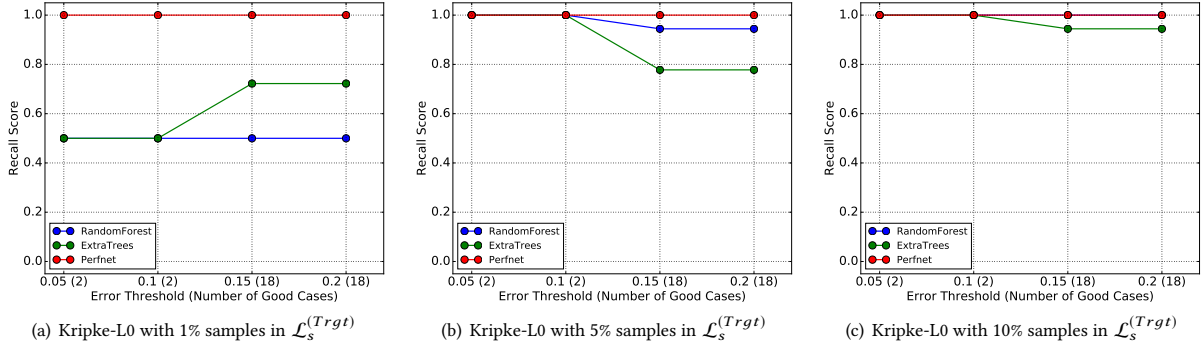 1.0
0.8
0.6
0.4
0.2
0.0
Recall Score
RandomForest
ExtraTrees
Perfnet
0.05 (2) 0.1 (2) 0.15 (18) 0.2 (18)
Error Threshold (Number of Good Cases)
(a) Kripke-L0 with 1% samples in ℒ_s^(Trgt)
1.0
0.8
0.6
0.4
0.2
0.0
Recall Score
RandomForest
ExtraTrees
Perfnet
0.05 (2) 0.1 (2) 0.15 (18) 0.2 (18)
Error Threshold (Number of Good Cases)
(b) Kripke-L0 with 5% samples in ℒ_s^(Trgt)
1.0
0.8
0.6
0.4
0.2
0.0
Recall Score
RandomForest
ExtraTrees
Perfnet
0.05 (2) 0.1 (2) 0.15 (18) 0.2 (18)
Error Threshold (Number of Good Cases)
(c) Kripke-L0 with 10% samples in ℒ_s^(Trgt)